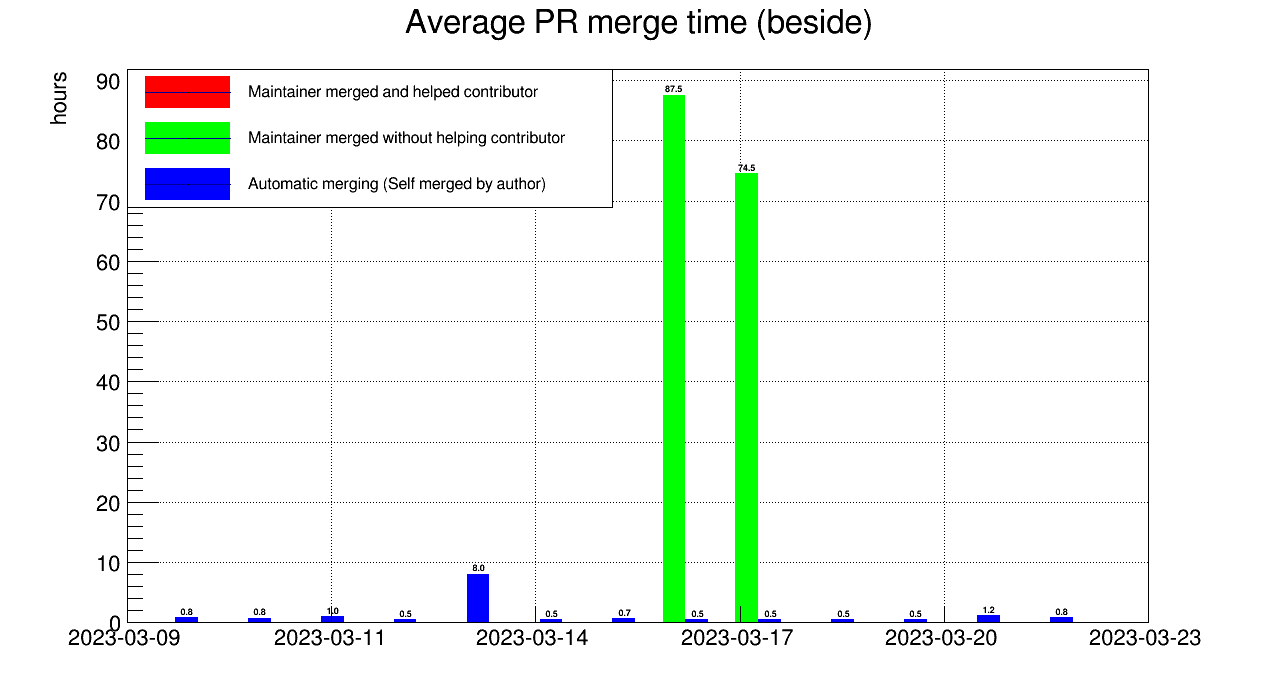 Average PR merge time (beside)
hours
90
80
70
60
50
40
30
20
10
0
Maintainer merged and helped contributor
Maintainer merged without helping contributor
Automatic merging (Self merged by author)
87.5
74.5
8.0
0.8 0.8 1.0 0.5 0.5 0.7 0.5 0.5 0.5 0.5 1.2 0.8
2023-03-09 2023-03-11 2023-03-14 2023-03-17 2023-03-20 2023-03-23